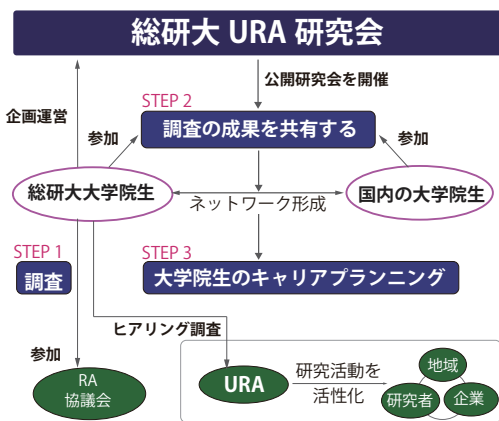 総研大 URA 研究会
公開研究会を開催
企画運営
STEP 2
調査の成果を共有する
参加
参加
総研大大学院生
国内の大学院生
ネットワーク形成
STEP 1
調査
STEP 3
大学院生のキャリアプランニング
ヒアリング調査
参加
RA
協議会
URA
研究活動を
活性化
地域
研究者
企業